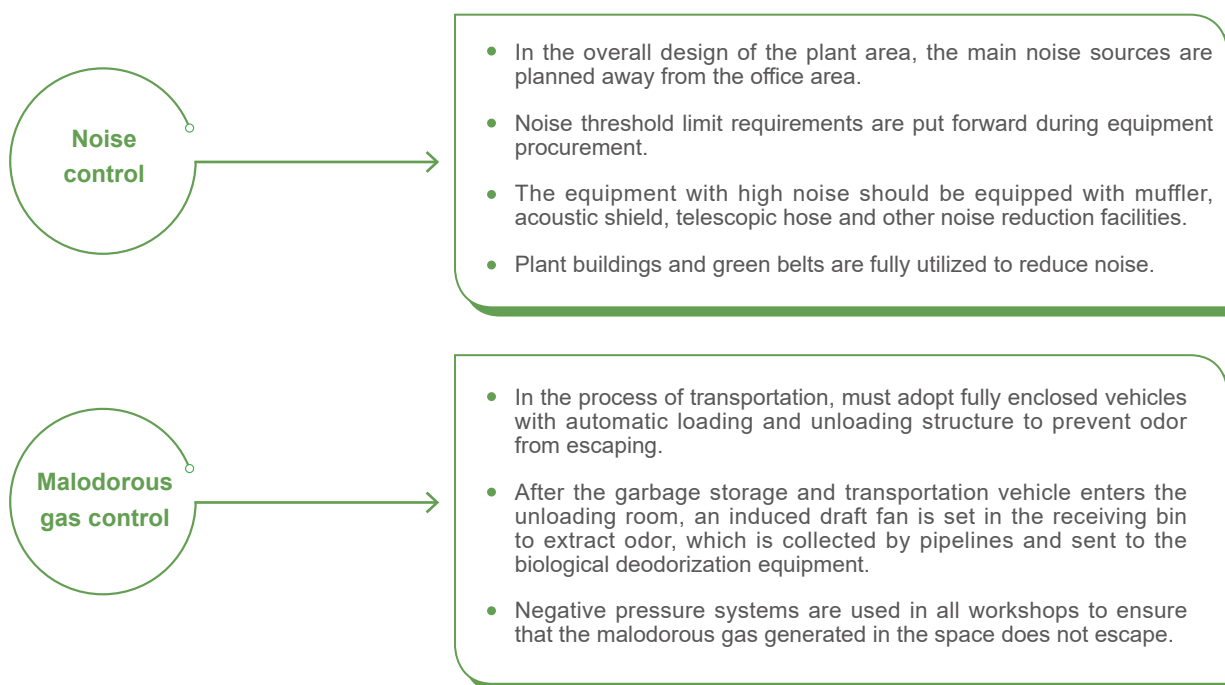 Noise
control
In the overall design of the plant area, the main noise sources are
planned away from the office area.
Noise threshold limit requirements are put forward during equipment
procurement.
The equipment with high noise should be equipped with muffler,
acoustic shield, telescopic hose and other noise reduction facilities.
Plant buildings and green belts are fully utilized to reduce noise.
Malodorous
gas control
In the process of transportation, must adopt fully enclosed vehicles
with automatic loading and unloading structure to prevent odor
from escaping.
After the garbage storage and transportation vehicle enters the
unloading room, an induced draft fan is set in the receiving bin
to extract odor, which is collected by pipelines and sent to the
biological deodorization equipment.
Negative pressure systems are used in all workshops to ensure
that the malodorous gas generated in the space does not escape.